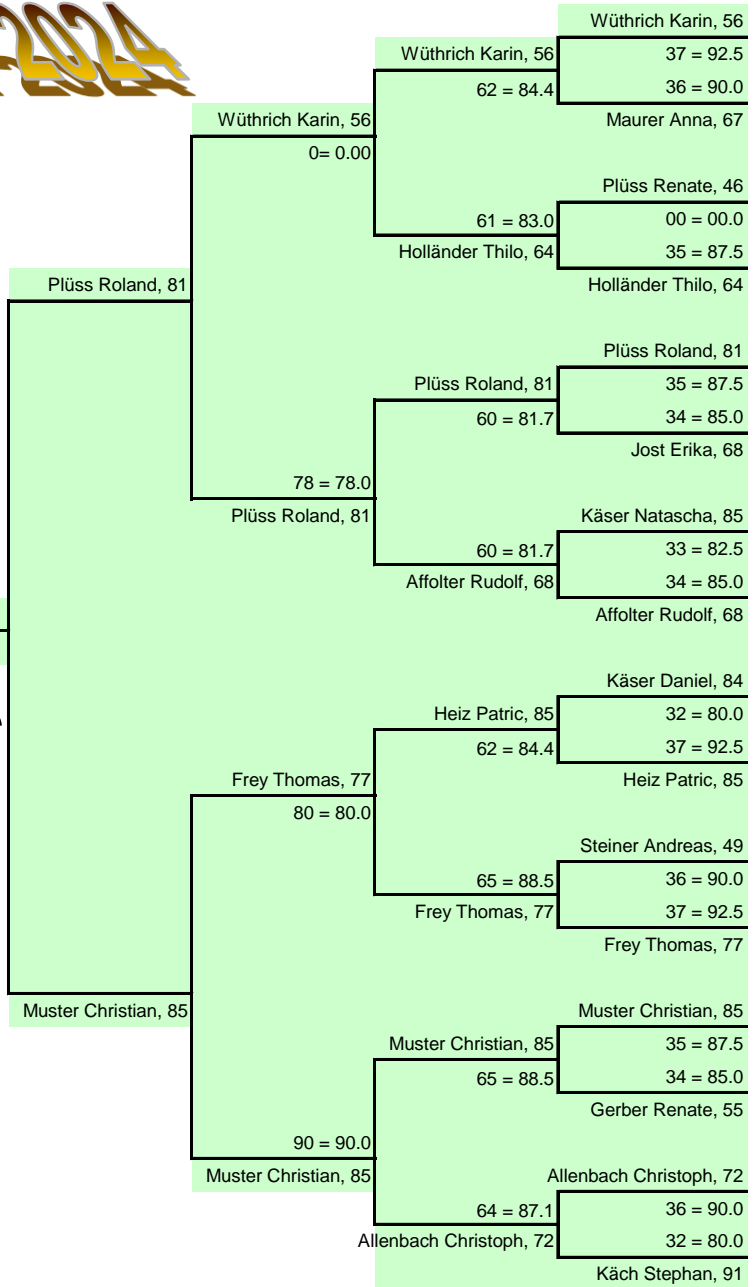 2024
Wüthrich Karin, 56
Wüthrich Karin, 56
37 = 92.5
62 = 84.4
36 = 90.0
Wüthrich Karin, 56
Maurer Anna, 67
0= 0.00
Plüss Renate, 46
61 = 83.0
00 = 00.0
Holländer Thilo, 64
35 = 87.5
Plüss Roland, 81
Holländer Thilo, 64
Plüss Roland, 81
Plüss Roland, 81
35 = 87.5
60 = 81.7
34 = 85.0
Jost Erika, 68
78 = 78.0
Plüss Roland, 81
Käser Natascha, 85
60 = 81.7
33 = 82.5
Affolter Rudolf, 68
34 = 85.0
Affolter Rudolf, 68
Käser Daniel, 84
Heiz Patric, 85
32 = 80.0
62 = 84.4
37 = 92.5
Frey Thomas, 77
Heiz Patric, 85
80 = 80.0
Steiner Andreas, 49
65 = 88.5
36 = 90.0
Frey Thomas, 77
37 = 92.5
Frey Thomas, 77
Muster Christian, 85
Muster Christian, 85
Muster Christian, 85
35 = 87.5
65 = 88.5
34 = 85.0
Gerber Renate, 55
90 = 90.0
Muster Christian, 85
Allenbach Christoph, 72
64 = 87.1
36 = 90.0
Allenbach Christoph, 72
32 = 80.0
Käch Stephan, 91